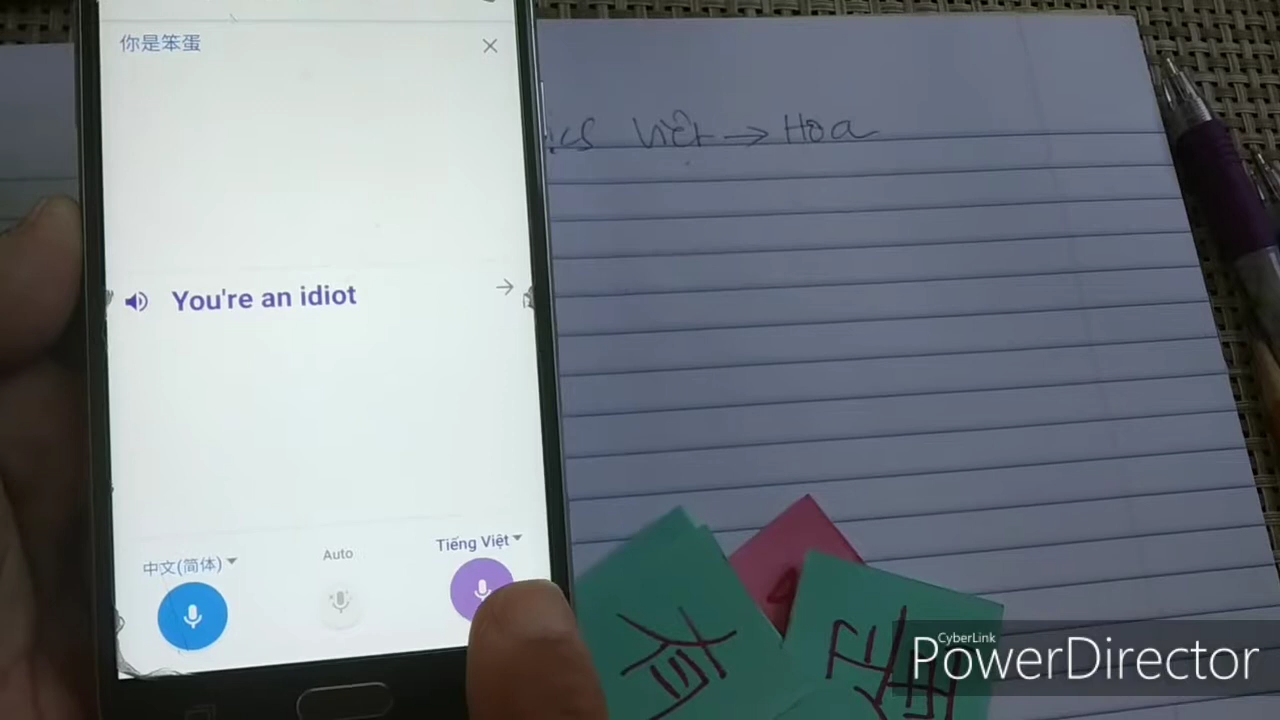 你是笨蛋
You're an idiot
中文(简体)
Auto
Tiếng Việt
Việt → Hoa
CyberLink
PowerDirector